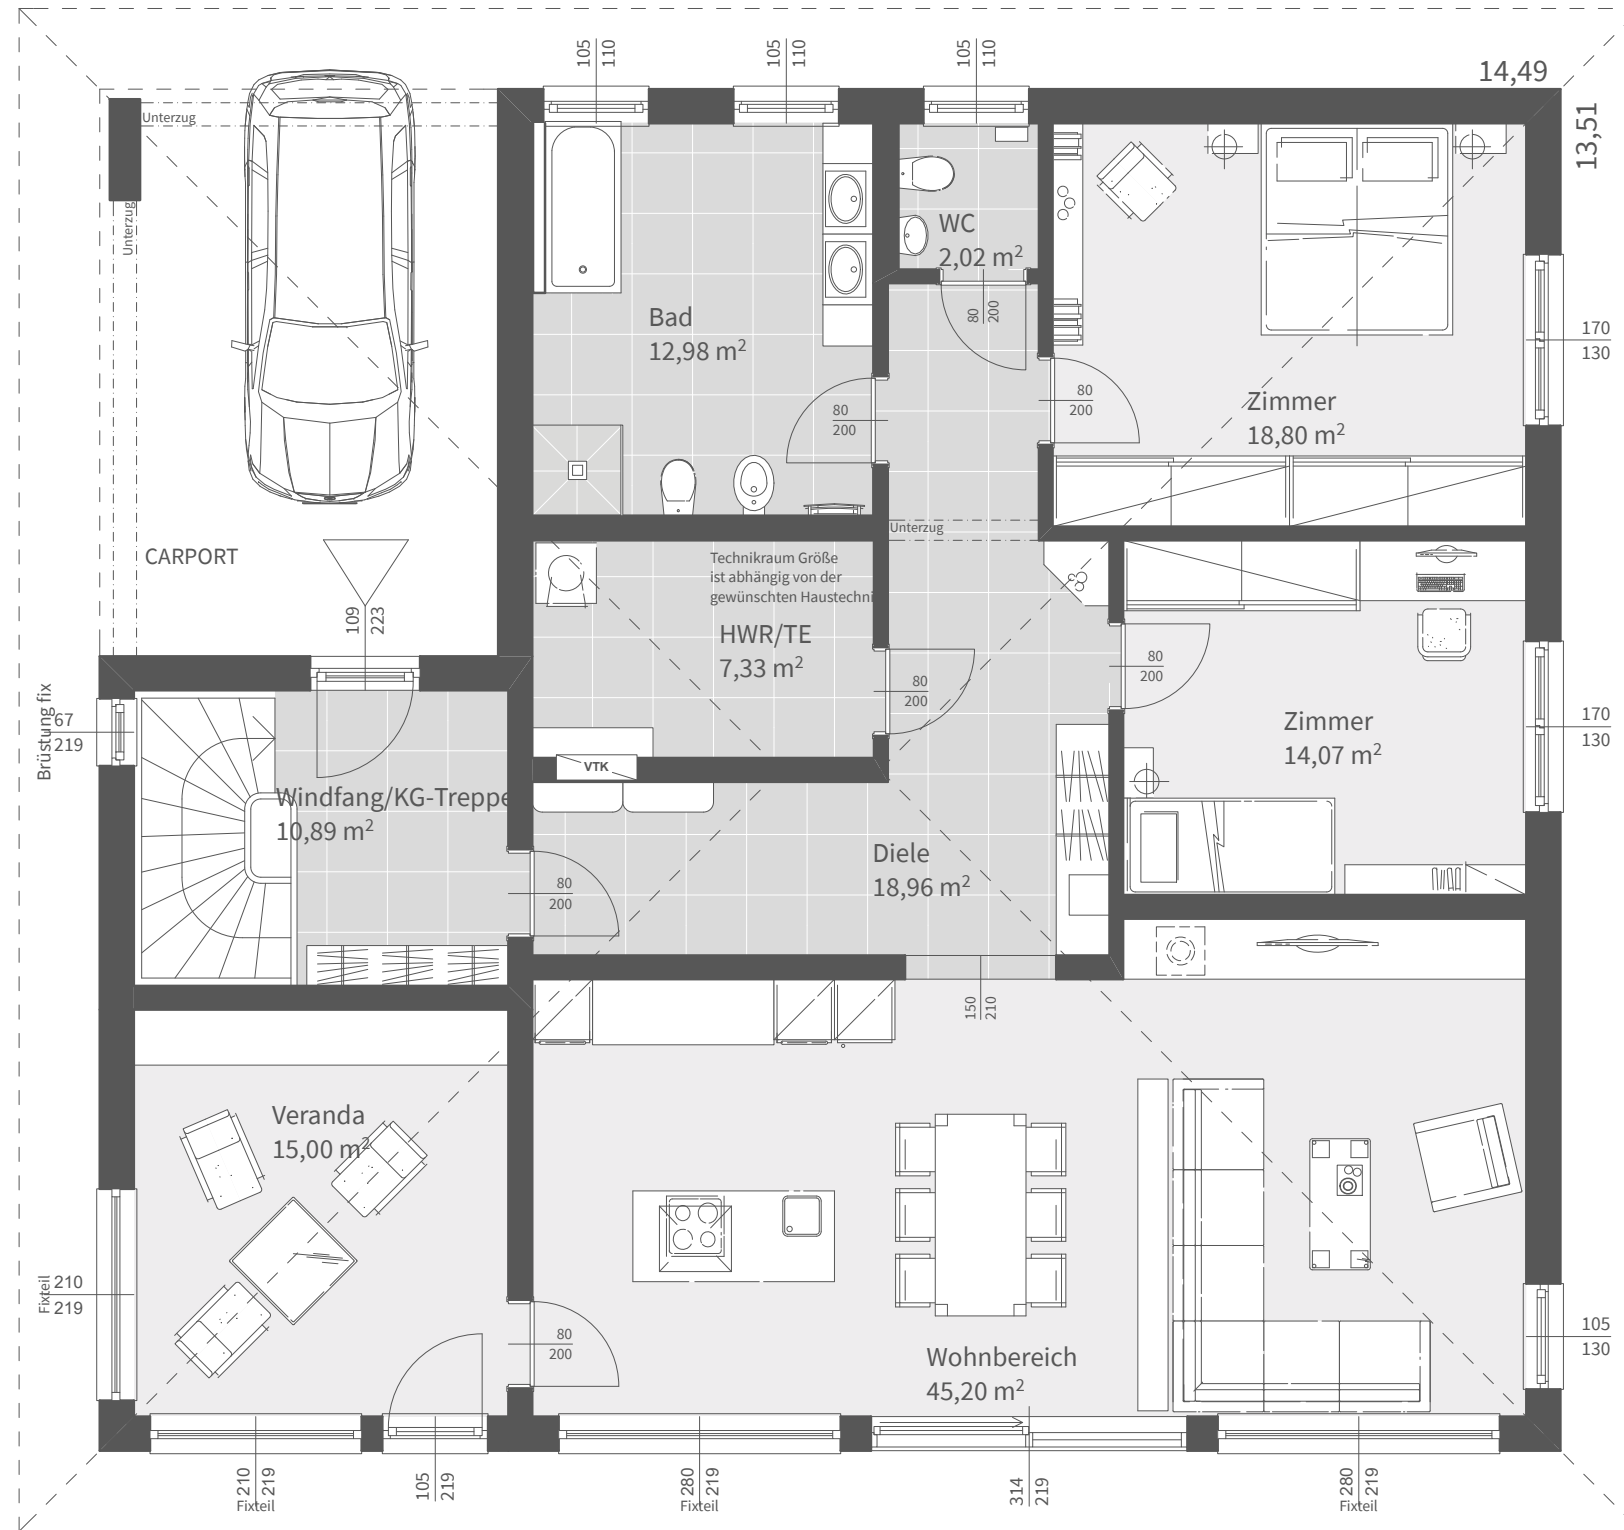 105
110
105
110
105
110
14,49
13,51
Unterzug
Unterzug
WC
2,02 m²
80
200
Bad
12,98 m²
80
200
80
200
Zimmer
18,80 m²
170
130
CARPORT
109
223
Unterzug
Technikraum Größe
ist abhängig von der
gewünschten Haustechni
HWR/TE
7,33 m²
80
200
80
200
Zimmer
14,07 m²
170
130
Brüstung fix
67
219
VTK
Windfang/KG-Treppe
10,89 m²
80
200
Diele
18,96 m²
150
210
Veranda
15,00 m²
Fixteil
210
219
80
200
Wohnbereich
45,20 m²
105
130
210
219
Fixteil
105
219
280
219
Fixteil
314
219
280
219
Fixteil